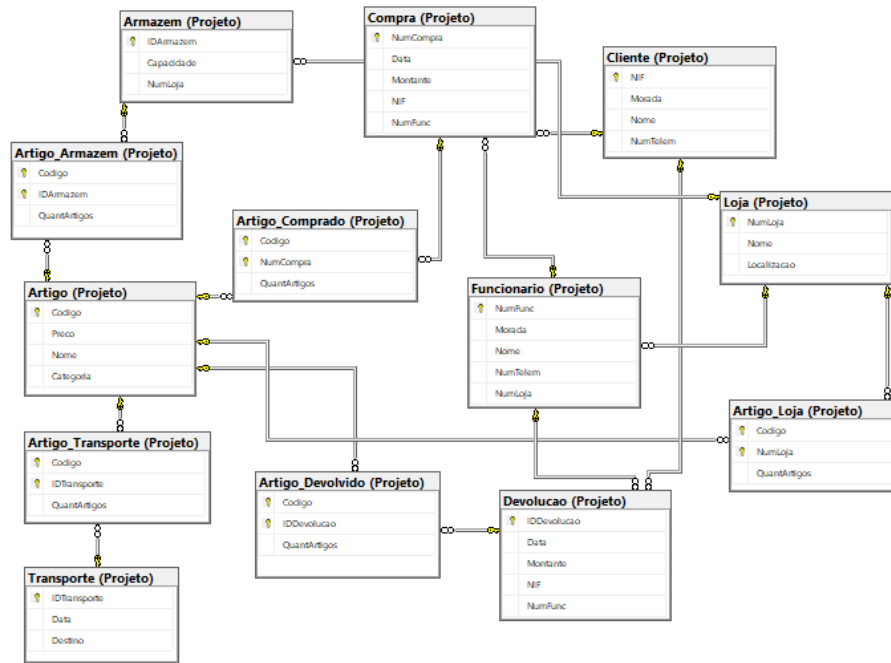 Armazem (Projeto)
IDArmazem
Capacidade
NumLoja
Compra (Projeto)
NumCompra
Data
Montante
NIF
NumFunc
Cliente (Projeto)
NIF
Morada
Nome
NumTelem
Artigo_Armazem (Projeto)
Codigo
IDArmazem
QuantArtigos
Artigo_Comprado (Projeto)
Codigo
NumCompra
QuantArtigos
Loja (Projeto)
NumLoja
Nome
Localizacao
Artigo (Projeto)
Codigo
Preco
Nome
Categoria
Funcionario (Projeto)
NumFunc
Morada
Nome
NumTelem
NumLoja
Artigo_Loja (Projeto)
Codigo
NumLoja
QuantArtigos
Artigo_Transporte (Projeto)
Codigo
IDTransporte
QuantArtigos
Artigo_Devolvido (Projeto)
Codigo
IDDevolucao
QuantArtigos
Devolucao (Projeto)
IDDevolucao
Data
Montante
NIF
NumFunc
Transporte (Projeto)
IDTransporte
Data
Destino